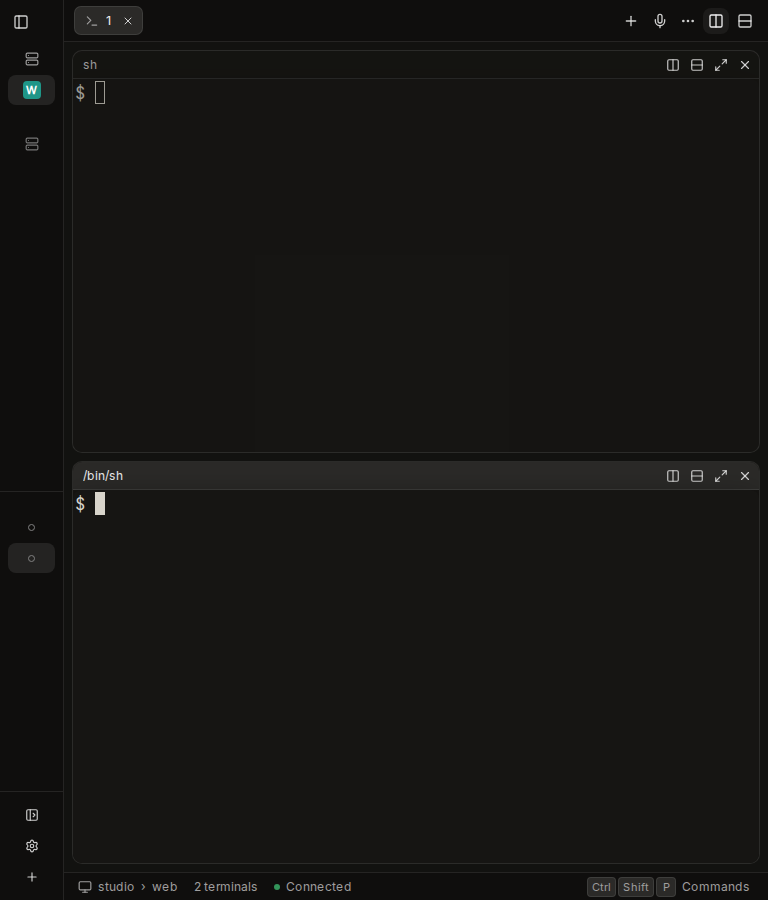 1
W
sh
$
/bin/sh
$
studio › web 2 terminals Connected Ctrl Shift P Commands